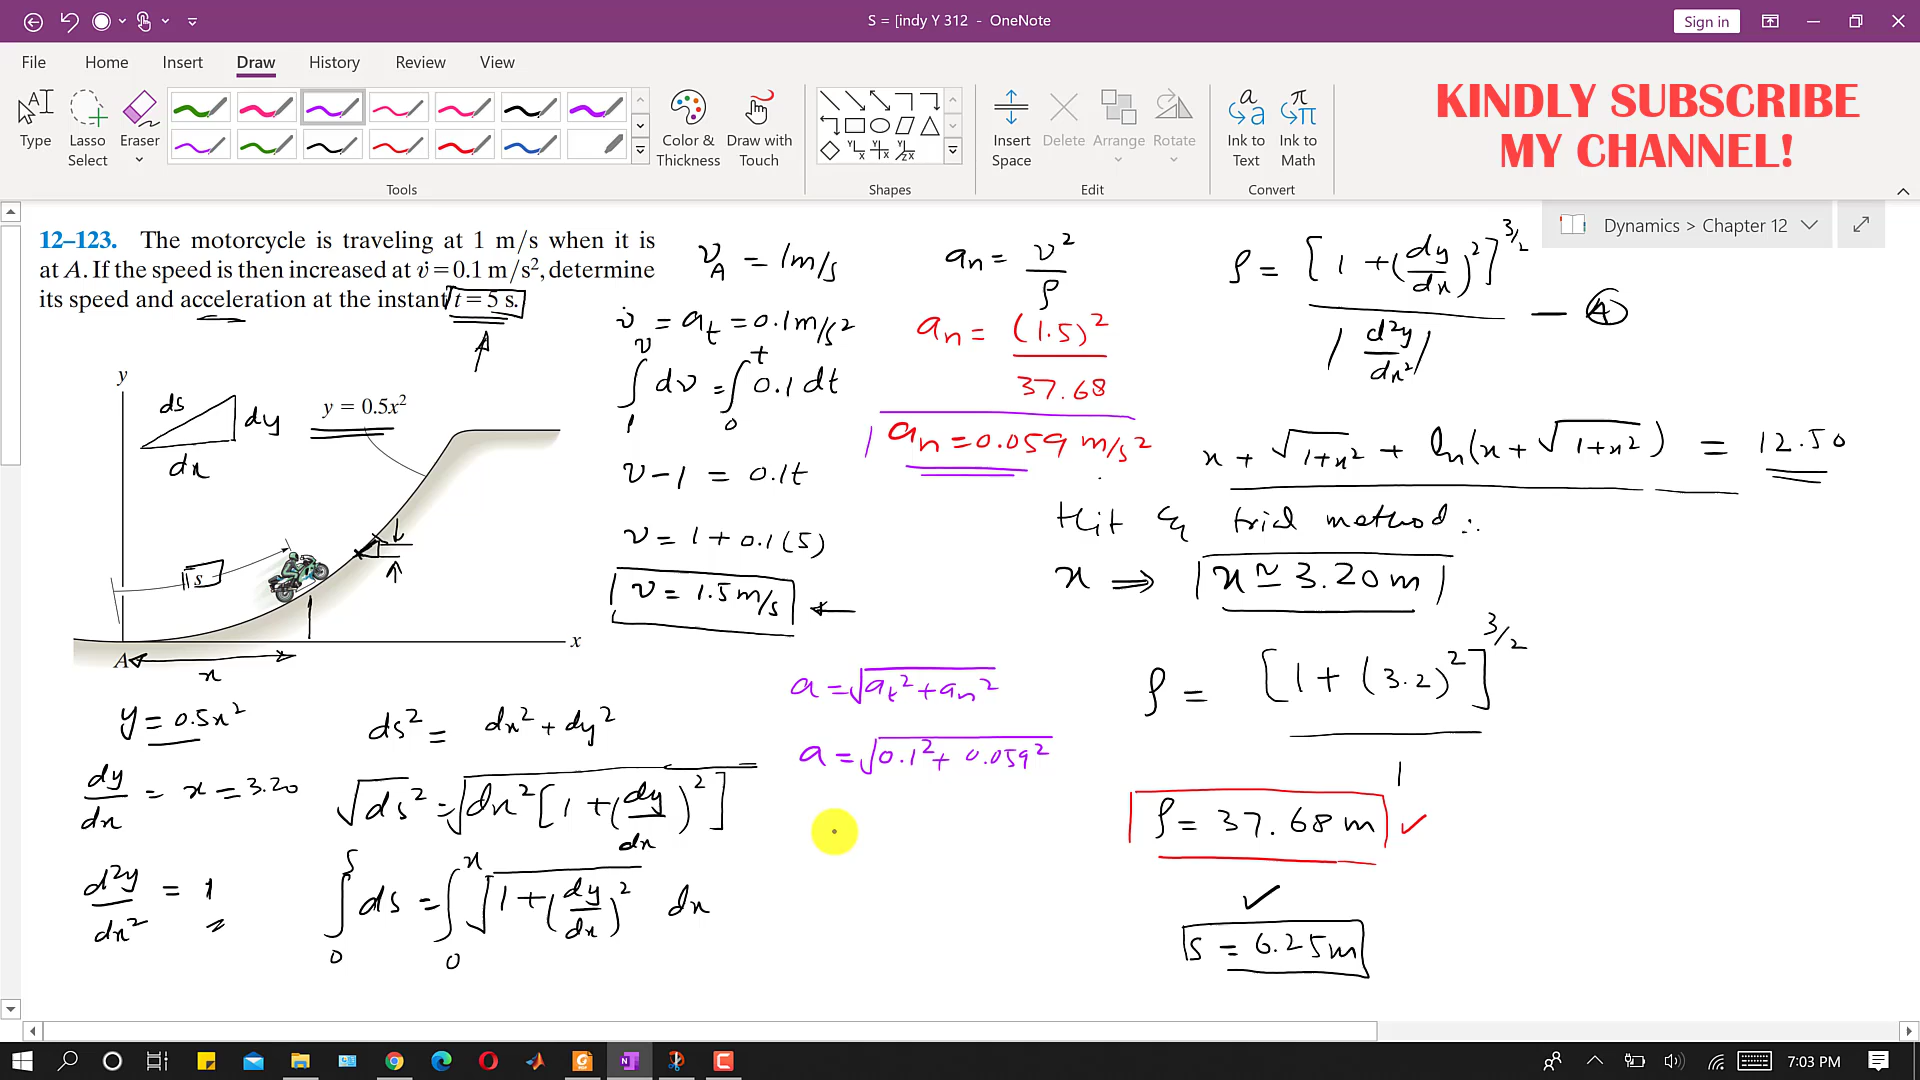 S = [indy Y 312 - OneNote
Sign in
File Home Insert Draw History Review View
Type
Lasso Select
Eraser
Color & Thickness
Draw with Touch
Insert Space
Delete
Arrange
Rotate
Ink to Text
Ink to Math
Tools
Shapes
Edit
Convert
KINDLY SUBSCRIBE
MY CHANNEL!
Dynamics > Chapter 12
12–123. The motorcycle is traveling at 1 m/s when it is
at A. If the speed is then increased at v̇ = 0.1 m/s², determine
its speed and acceleration at the instant t = 5 s.
y
ds
dy
dx
y = 0.5x²
s
A
x
x
y = 0.5x²
dy/dx = x = 3.20
d²y/dx² = 1
ds² = dx² + dy²
√ds² = √dx² [1 + (dy/dx)²]
∫₀ˢ ds = ∫₀ˣ √1 + (dy/dx)² dx
v_A = 1m/s
v̇ = a_t = 0.1m/s²
∫₁ᵛ dv = ∫₀ᵗ 0.1 dt
v − 1 = 0.1t
v = 1 + 0.1(5)
v = 1.5m/s
a_n = v²/ρ
a_n = (1.5)²/37.68
a_n = 0.059 m/s²
a = √a_t² + a_n²
a = √0.1² + 0.059²
ρ = [1 + (dy/dx)²]^3/2 / |d²y/dx²| — A
x + √1+x² + ln(x + √1+x²) = 12.50
Hit & trial method:
x ⇒ x ≃ 3.20 m
ρ = [1 + (3.2)²]^3/2 / 1
ρ = 37.68 m ✓
✓
s = 6.25m
7:03 PM